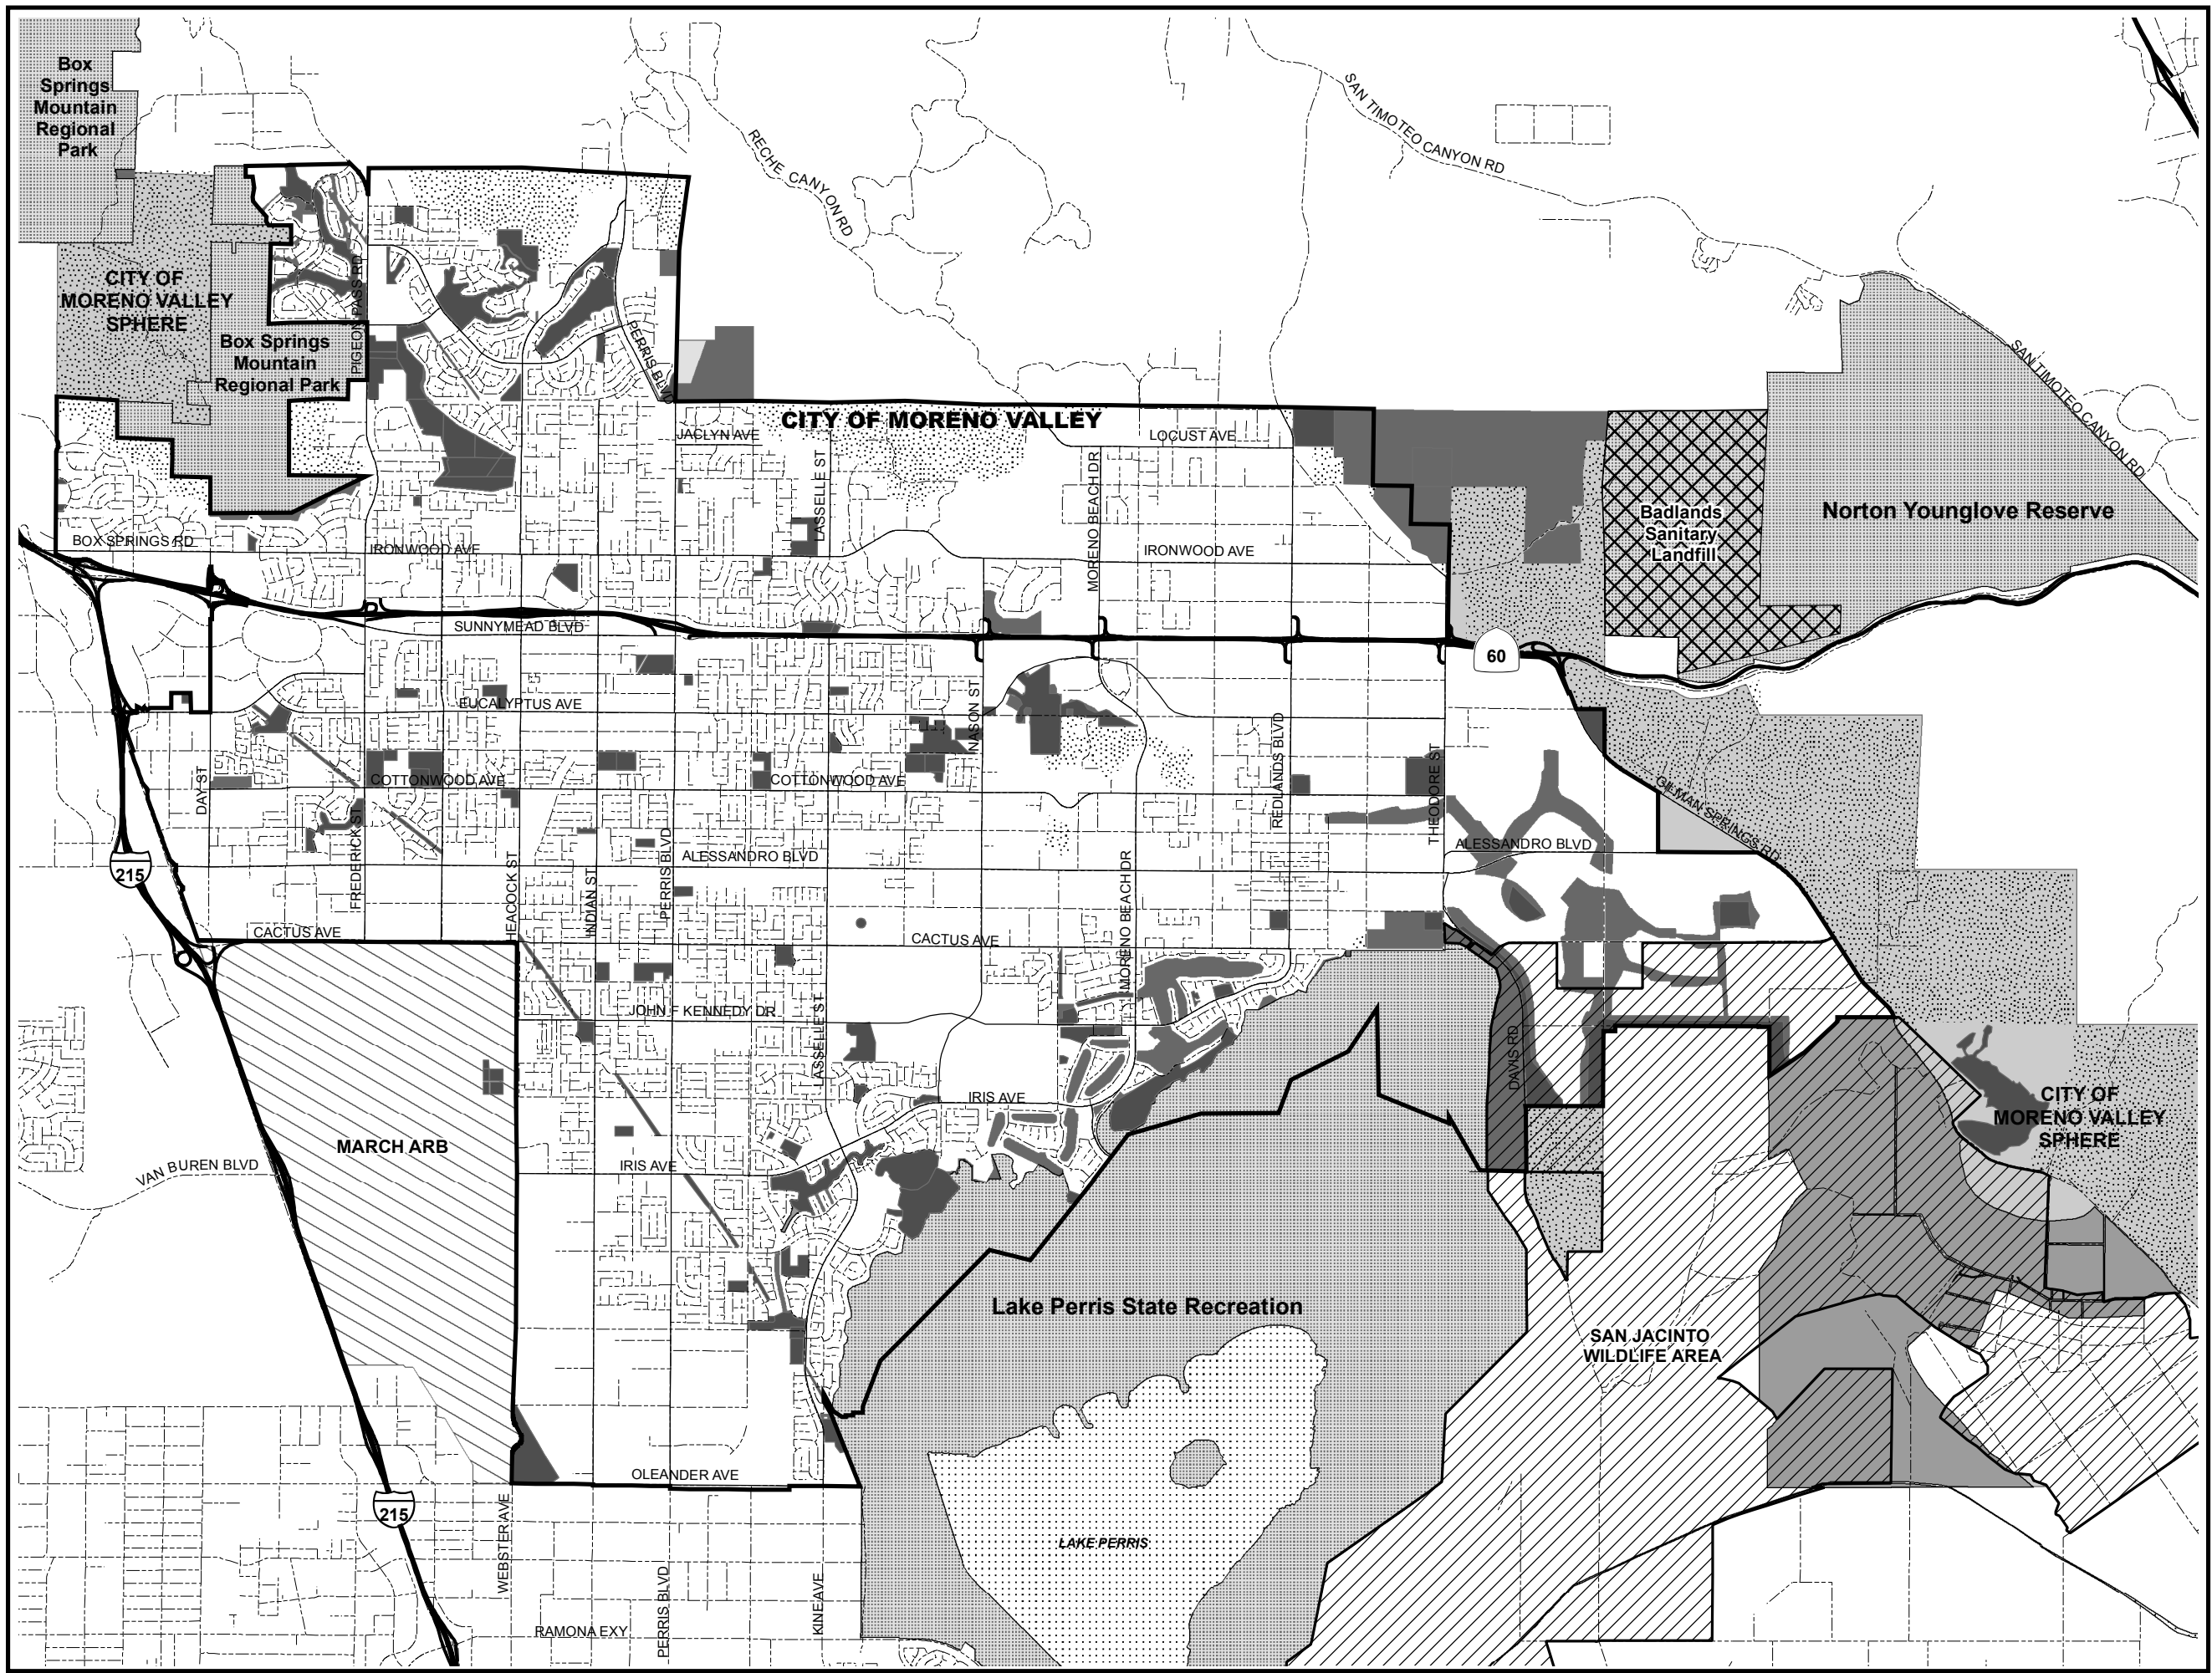 Box
Springs
Mountain
Regional
Park
SAN TIMOTEO CANYON RD
RECHE CANYON RD
CITY OF
MORENO VALLEY
SPHERE
PIGEON PASS RD
Box Springs
Mountain
Regional Park
PERRIS BLVD
SAN TIMOTEO CANYON RD
CITY OF MORENO VALLEY
JACLYN AVE
LOCUST AVE
LASSELLE ST
MORENO BEACH DR
Badlands
Sanitary
Landfill
Norton Younglove Reserve
BOX SPRINGS RD
IRONWOOD AVE
IRONWOOD AVE
SUNNYMEAD BLVD
60
EUCALYPTUS AVE
NASON ST
REDLANDS BLVD
THEODORE ST
DAY ST
COTTONWOOD AVE
COTTONWOOD AVE
GILMAN SPRINGS RD
FREDERICK ST
HEACOCK ST
INDIAN ST
PERRIS BLVD
ALESSANDRO BLVD
ALESSANDRO BLVD
MORENO BEACH DR
215
CACTUS AVE
CACTUS AVE
JOHN F KENNEDY DR
LASSELLE ST
DAVIS RD
IRIS AVE
CITY OF
MORENO VALLEY
SPHERE
MARCH ARB
VAN BUREN BLVD
IRIS AVE
Lake Perris State Recreation
SAN JACINTO
WILDLIFE AREA
OLEANDER AVE
215
WEBSTER AVE
PERRIS BLVD
KINE AVE
LAKE PERRIS
RAMONA EXY